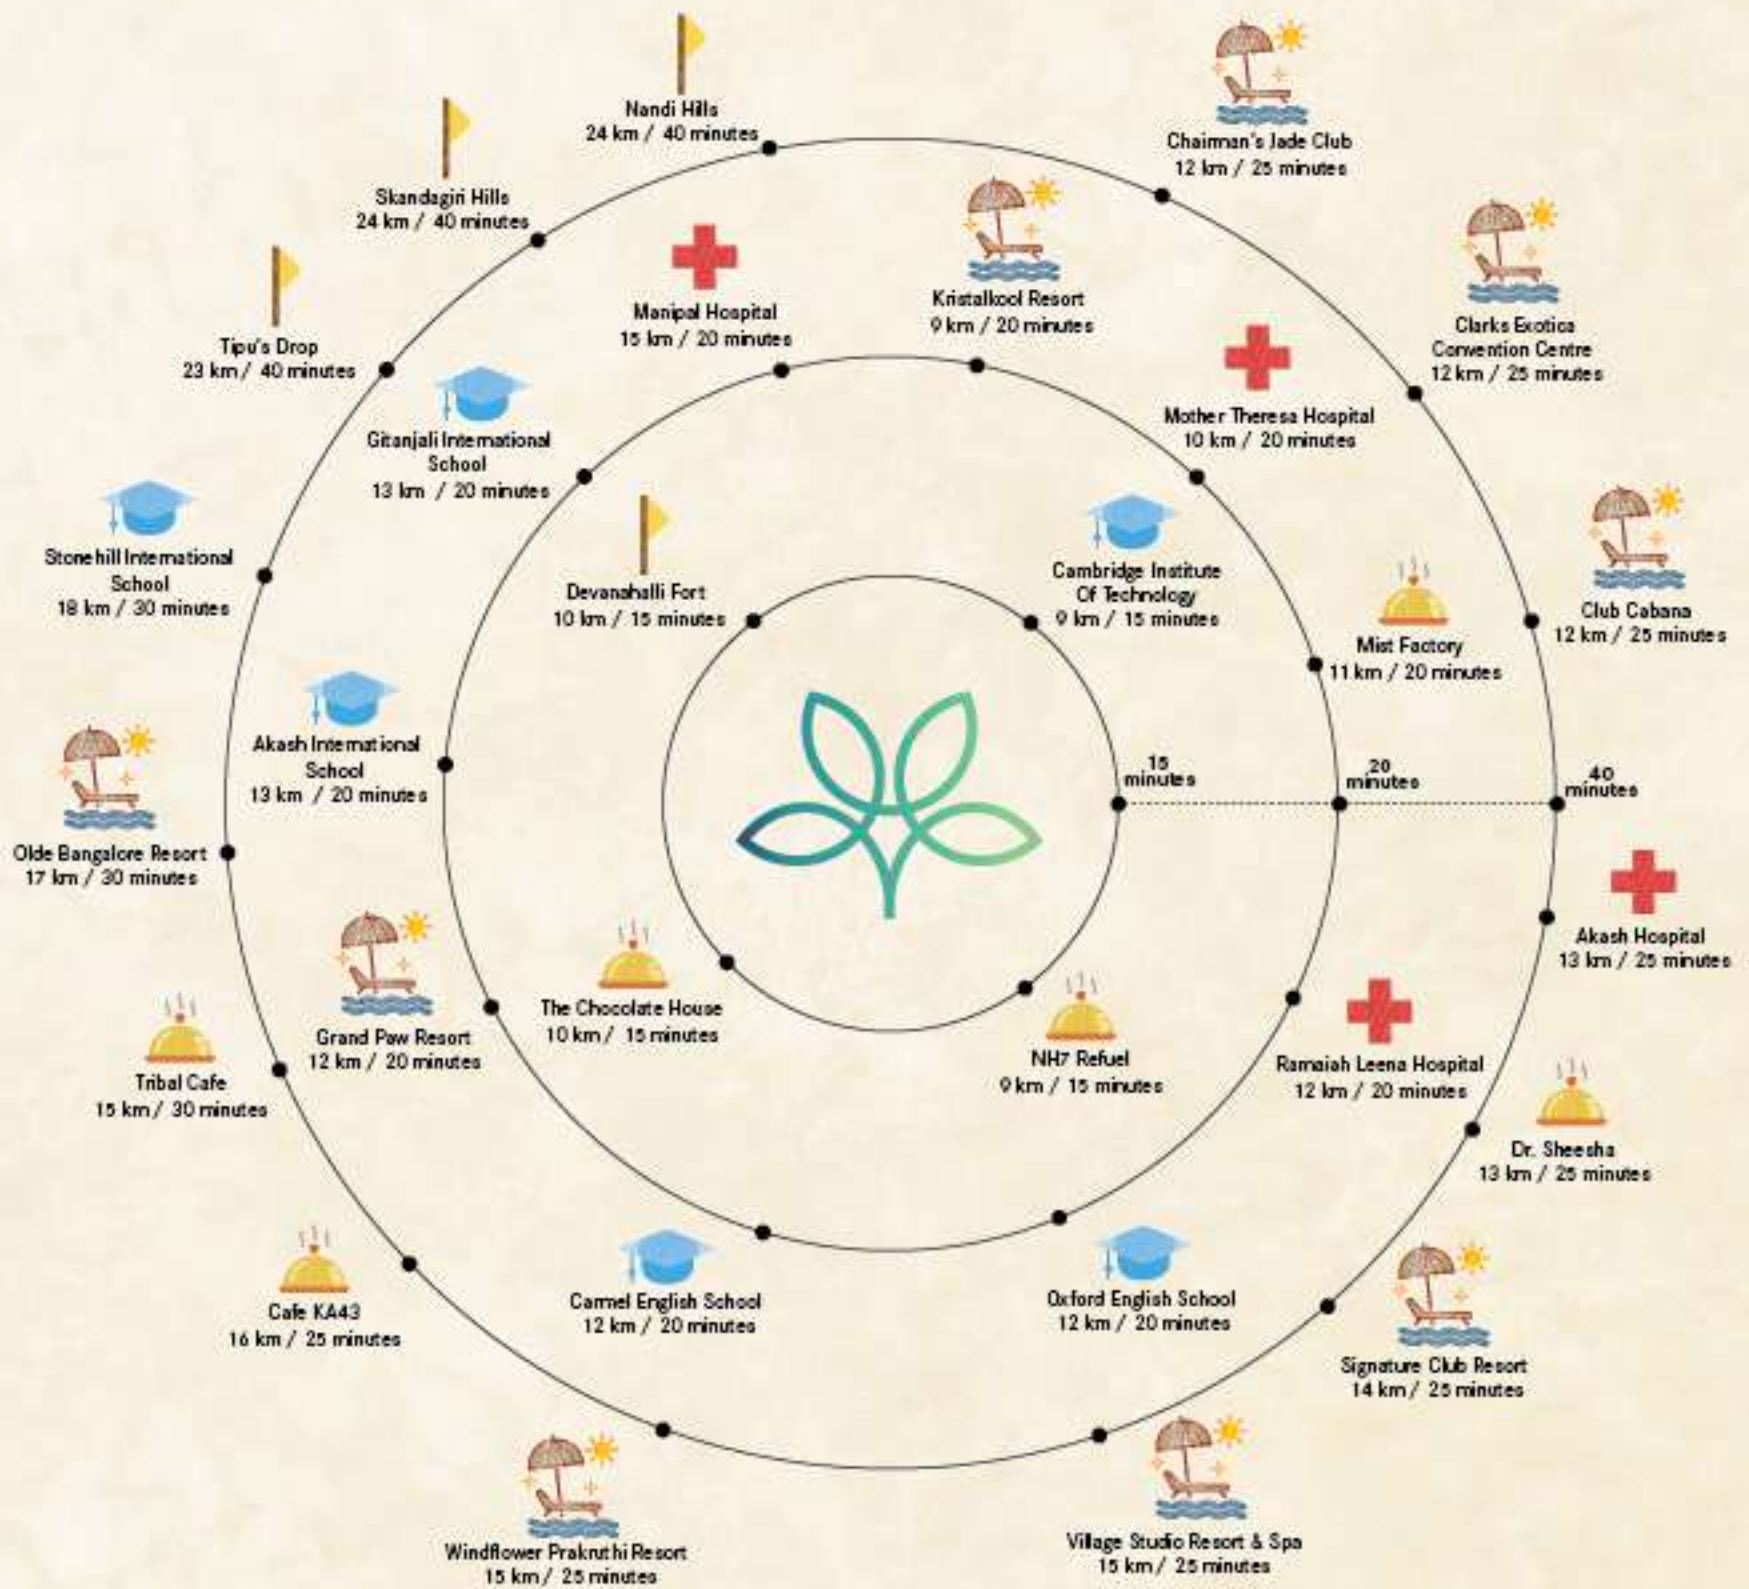 Nandi Hills
24 km / 40 minutes
Chairman's Jade Club
12 km / 25 minutes
Skandagiri Hills
24 km / 40 minutes
Manipal Hospital
15 km / 20 minutes
Kristalkool Resort
9 km / 20 minutes
Clarks Exotica
Convention Centre
12 km / 25 minutes
Tipu's Drop
23 km / 40 minutes
Mother Theresa Hospital
10 km / 20 minutes
Gitanjali International
School
13 km / 20 minutes
Stonehill International
School
18 km / 30 minutes
Devanahalli Fort
10 km / 15 minutes
Cambridge Institute
Of Technology
9 km / 15 minutes
Mist Factory
11 km / 20 minutes
Club Cabana
12 km / 25 minutes
Akash International
School
13 km / 20 minutes
15
minutes
20
minutes
40
minutes
Olde Bangalore Resort
17 km / 30 minutes
Akash Hospital
13 km / 25 minutes
The Chocolate House
10 km / 15 minutes
Grand Paw Resort
12 km / 20 minutes
NH7 Refuel
9 km / 15 minutes
Ramaiah Leena Hospital
12 km / 20 minutes
Tribal Cafe
15 km / 30 minutes
Dr. Sheesha
13 km / 25 minutes
Cafe KA43
16 km / 25 minutes
Carmel English School
12 km / 20 minutes
Oxford English School
12 km / 20 minutes
Signature Club Resort
14 km / 25 minutes
Windflower Prakruthi Resort
15 km / 25 minutes
Village Studio Resort & Spa
15 km / 25 minutes